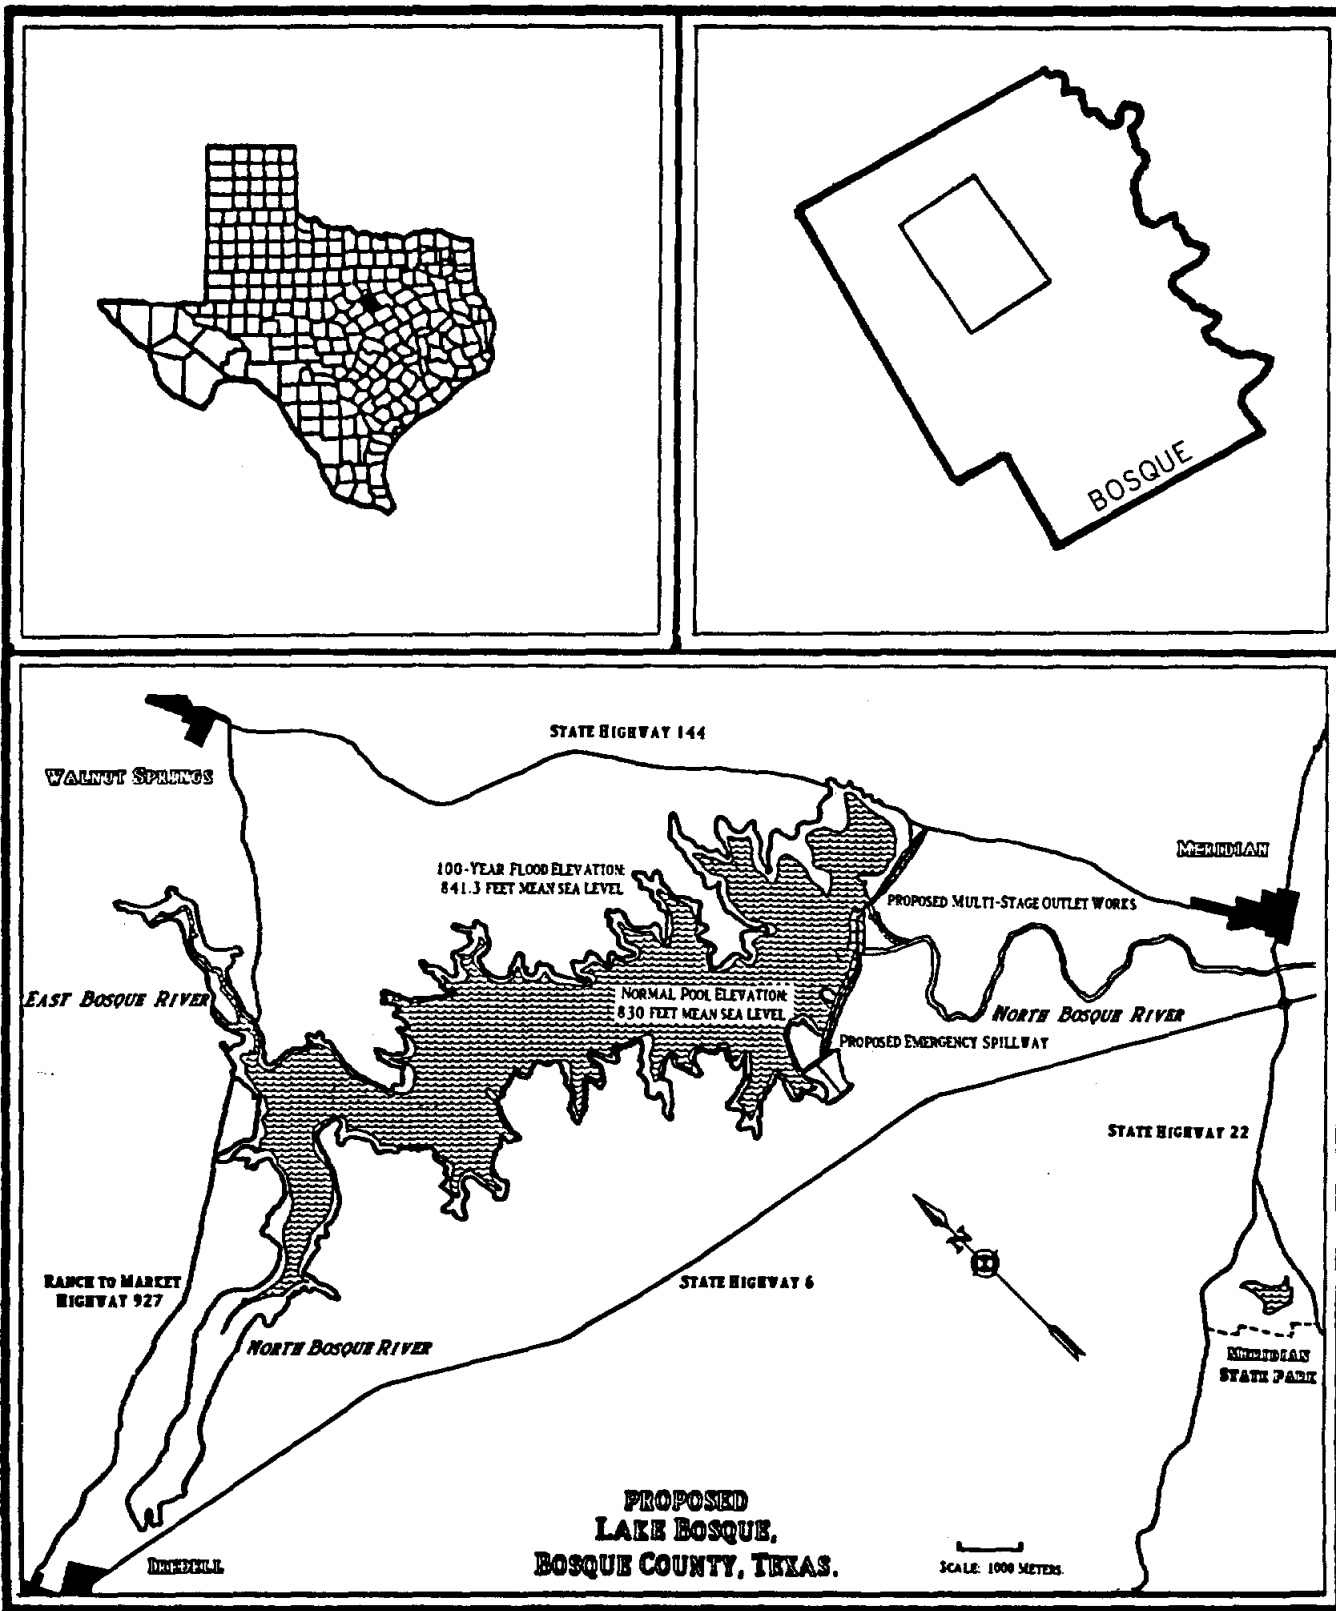 BOSQUE
STATE HIGHWAY 144
WALNUT SPRINGS
MERIDIAN
100-YEAR FLOOD ELEVATION:
841.3 FEET MEAN SEA LEVEL
PROPOSED MULTI-STAGE OUTLET WORKS
EAST BOSQUE RIVER
NORMAL POOL ELEVATION:
830 FEET MEAN SEA LEVEL
NORTH BOSQUE RIVER
PROPOSED EMERGENCY SPILLWAY
STATE HIGHWAY 22
N
RANCH TO MARKET
HIGHWAY 927
STATE HIGHWAY 6
NORTH BOSQUE RIVER
MERIDIAN
STATE PARK
PROPOSED
LAKE BOSQUE,
BOSQUE COUNTY, TEXAS.
IREDELL
SCALE: 1000 METERS.